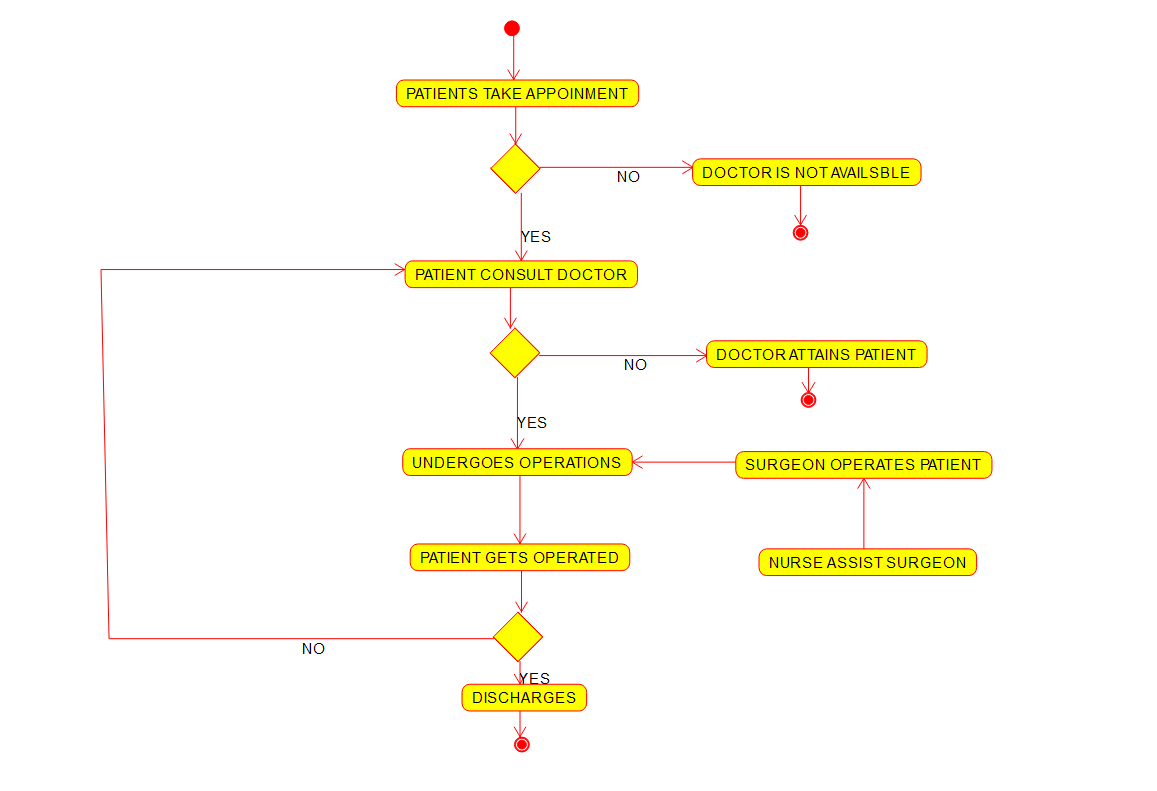 PATIENTS TAKE APPOINMENT
NO
DOCTOR IS NOT AVAILSBLE
YES
PATIENT CONSULT DOCTOR
NO
DOCTOR ATTAINS PATIENT
YES
UNDERGOES OPERATIONS
SURGEON OPERATES PATIENT
PATIENT GETS OPERATED
NURSE ASSIST SURGEON
NO
YES
DISCHARGES